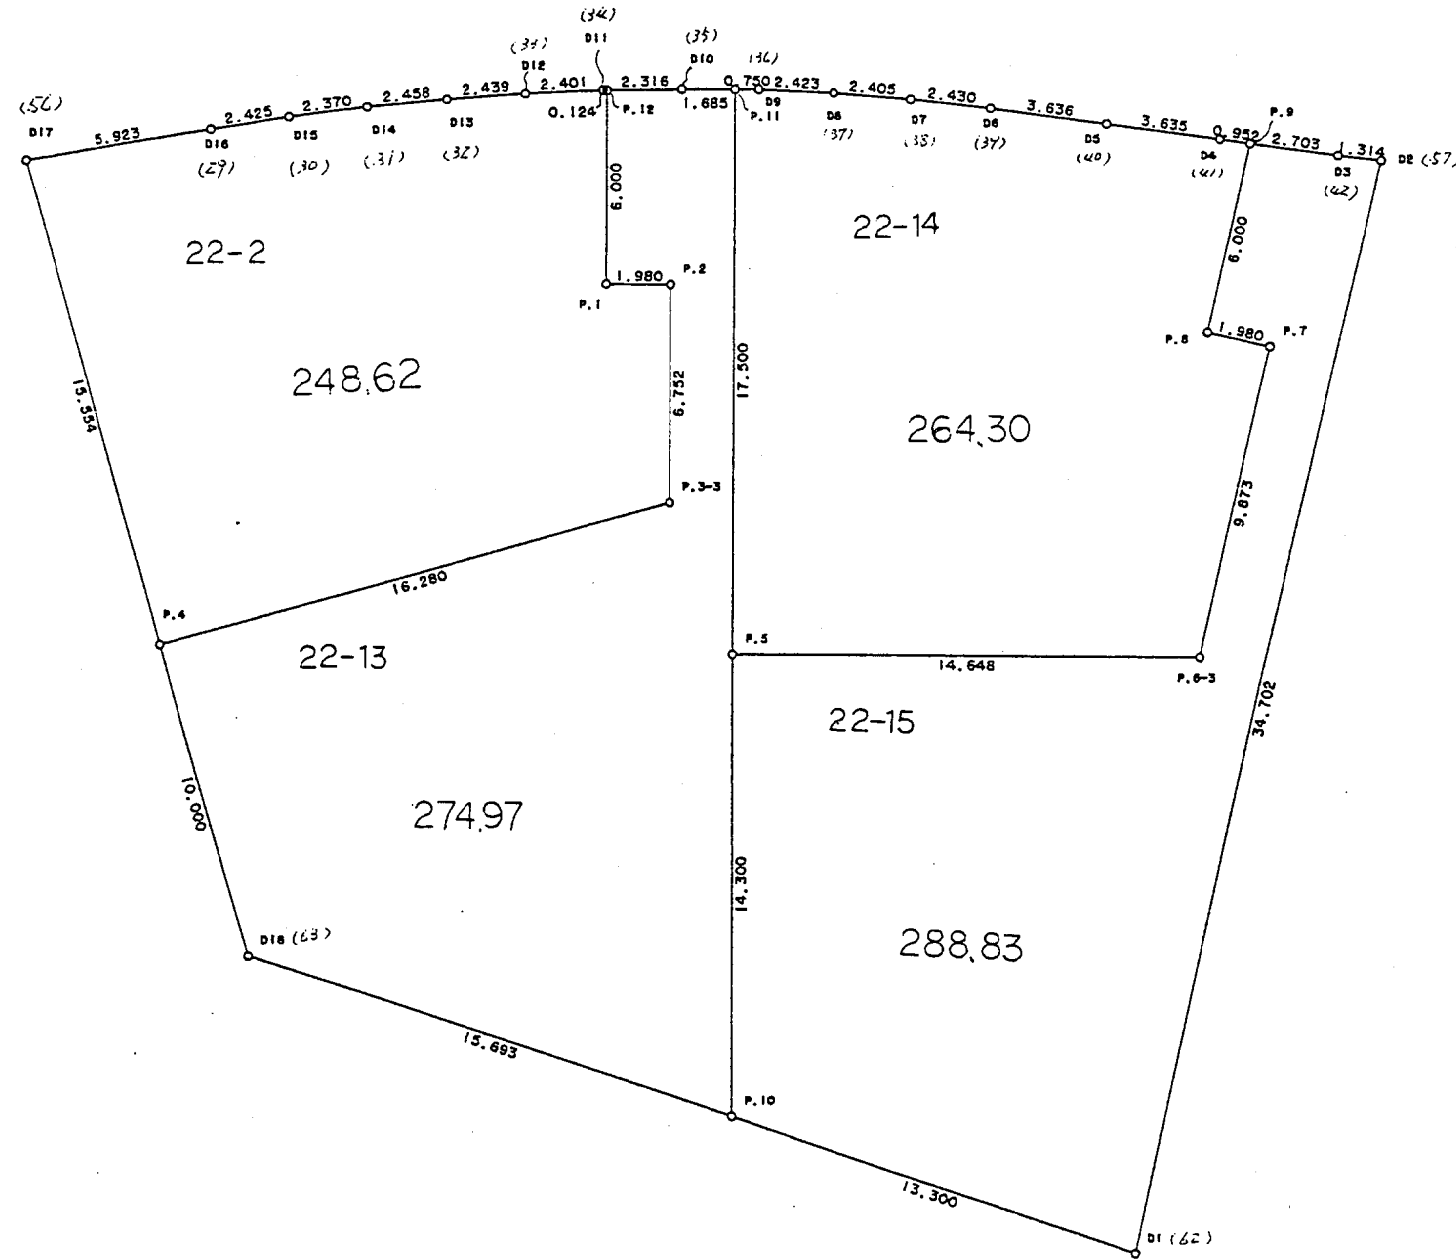 (34)
D11
(35)
D10
(36)
(33)
D12
2.439
2.401
2.316
0.750
2.423
2.405
2.430
(56)
D17
5.923
2.425
2.370
2.458
0.124
P.12
1.685
P.11
D9
3.636
3.635
0.952
P.9
2.703
1.314
D2 (57)
D16
(29)
D15
(30)
D14
(31)
D13
(32)
D8
(37)
D7
(38)
D6
(39)
D5
(40)
D4
(41)
D3
(42)
6.000
6.000
22-2
22-14
P.1
1.980
P.2
P.8
1.980
P.7
15.554
248.62
6.752
17.500
264.30
P.3-3
9.873
16.280
P.4
22-13
P.5
14.648
P.6-3
34.702
22-15
10.000
274.97
14.300
288.83
D18 (63)
15.693
P.10
13.300
D1 (62)